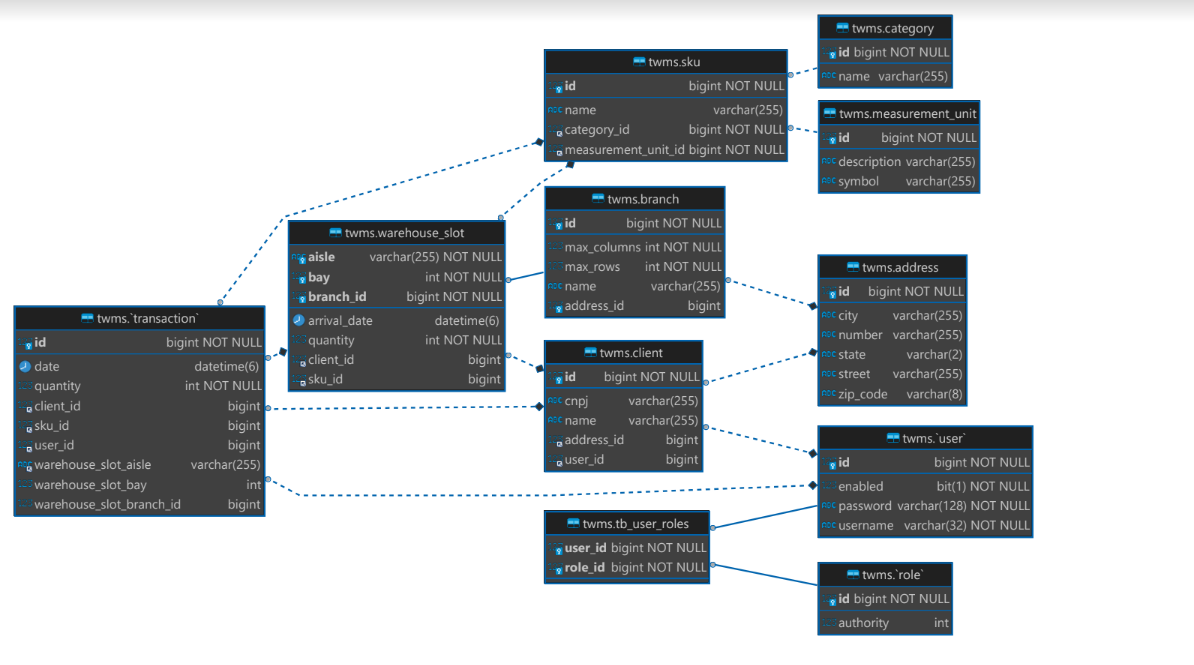 twms.category
id bigint NOT NULL
name varchar(255)
twms.sku
id bigint NOT NULL
name varchar(255)
category_id bigint NOT NULL
measurement_unit_id bigint NOT NULL
twms.measurement_unit
id bigint NOT NULL
description varchar(255)
symbol varchar(255)
twms.branch
id bigint NOT NULL
max_columns int NOT NULL
max_rows int NOT NULL
name varchar(255)
address_id bigint
twms.warehouse_slot
aisle varchar(255) NOT NULL
bay int NOT NULL
branch_id bigint NOT NULL
arrival_date datetime(6)
quantity int NOT NULL
client_id bigint
sku_id bigint
twms.address
id bigint NOT NULL
city varchar(255)
number varchar(255)
state varchar(2)
street varchar(255)
zip_code varchar(8)
twms.`transaction`
id bigint NOT NULL
date datetime(6)
quantity int NOT NULL
client_id bigint
sku_id bigint
user_id bigint
warehouse_slot_aisle varchar(255)
warehouse_slot_bay int
warehouse_slot_branch_id bigint
twms.client
id bigint NOT NULL
cnpj varchar(255)
name varchar(255)
address_id bigint
user_id bigint
twms.`user`
id bigint NOT NULL
enabled bit(1) NOT NULL
password varchar(128) NOT NULL
username varchar(32) NOT NULL
twms.tb_user_roles
user_id bigint NOT NULL
role_id bigint NOT NULL
twms.`role`
id bigint NOT NULL
authority int